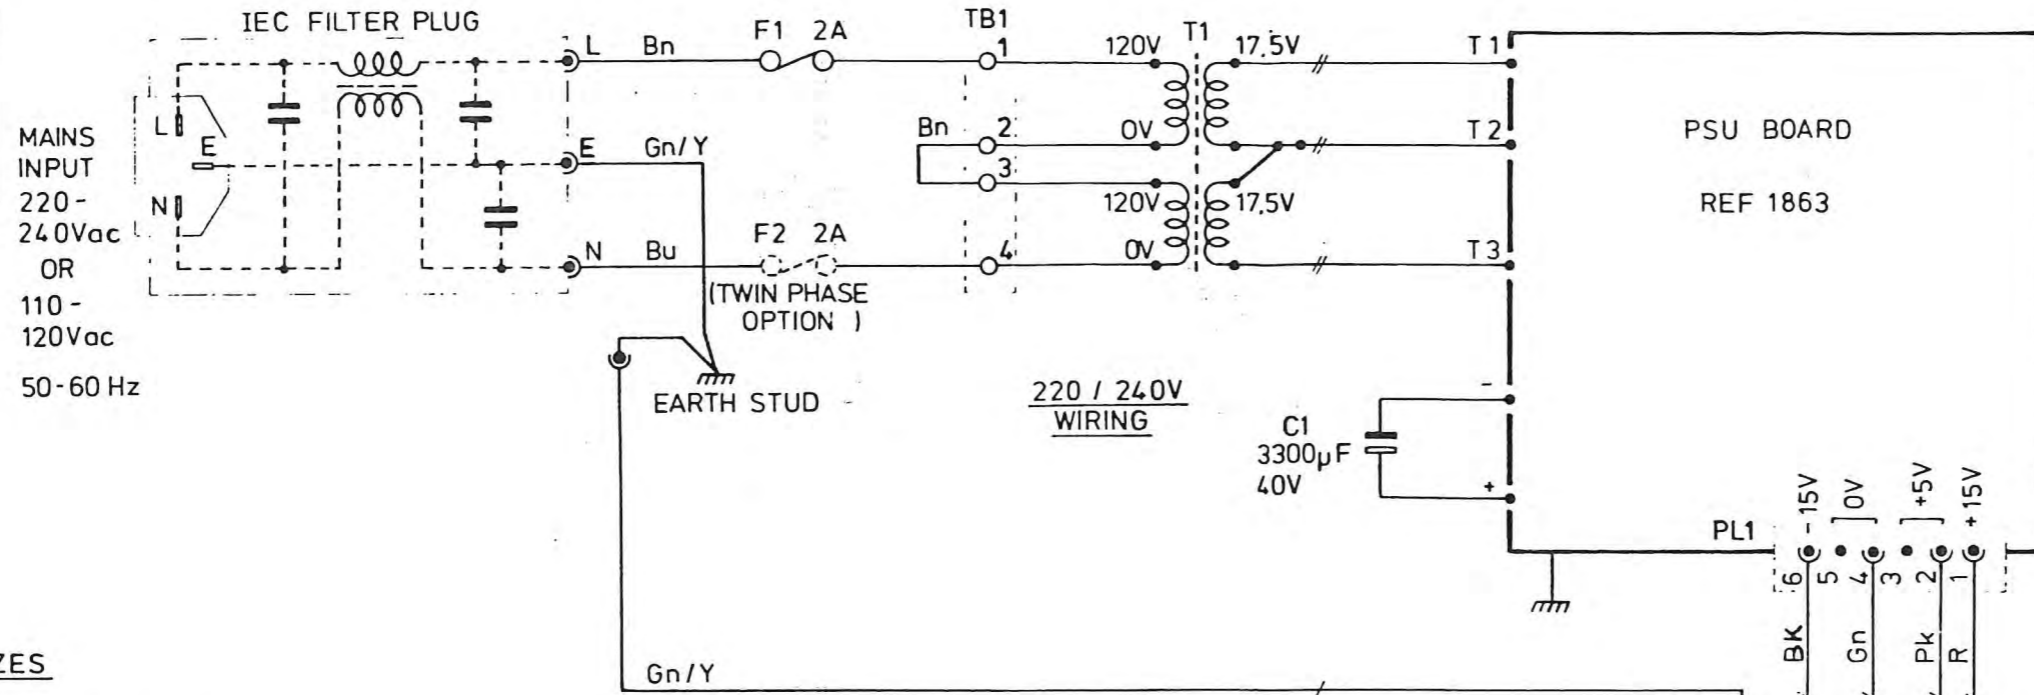 IEC FILTER PLUG
MAINS
INPUT
220 -
240Vac
OR
110 -
120Vac
50-60 Hz
L
E
N
L
Bn
E
Gn/Y
N
Bu
F1 2A
F2 2A
(TWIN PHASE
OPTION )
EARTH STUD
TB1
1
Bn
2
3
4
T1
120V
0V
120V
0V
17.5V
17,5V
220 / 240V
WIRING
T1
T2
T3
PSU BOARD
REF 1863
C1
3300µF
40V
-
+
PL1
-15V
0V
+5V
+15V
6
5
4
3
2
1
BK
Gn
Pk
R
ZES
Gn/Y